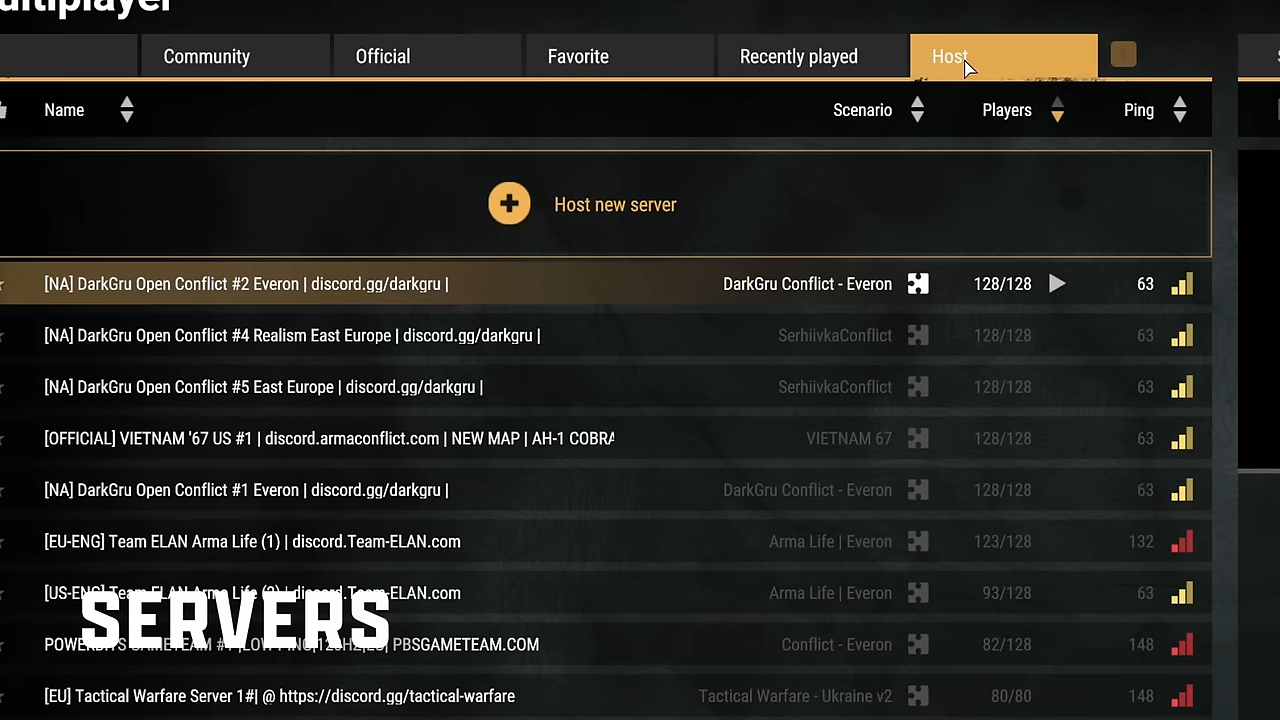 Community Official Favorite Recently played Host
Name Scenario Players Ping
Host new server
[NA] DarkGru Open Conflict #2 Everon | discord.gg/darkgru | DarkGru Conflict - Everon 128/128 63
[NA] DarkGru Open Conflict #4 Realism East Europe | discord.gg/darkgru | SerhiivkaConflict 128/128 63
[NA] DarkGru Open Conflict #5 East Europe | discord.gg/darkgru | SerhiivkaConflict 128/128 63
[OFFICIAL] VIETNAM '67 US #1 | discord.armaconflict.com | NEW MAP | AH-1 COBRA VIETNAM 67 128/128 63
[NA] DarkGru Open Conflict #1 Everon | discord.gg/darkgru | DarkGru Conflict - Everon 128/128 63
[EU-ENG] Team ELAN Arma Life (1) | discord.Team-ELAN.com Arma Life | Everon 123/128 132
[US-ENG] Team ELAN Arma Life (2) | discord.Team-ELAN.com Arma Life | Everon 93/128 63
SERVERS
PBSGAMETEAM.COM Conflict - Everon 82/128 148
[EU] Tactical Warfare Server 1#| @ https://discord.gg/tactical-warfare Tactical Warfare - Ukraine v2 80/80 148